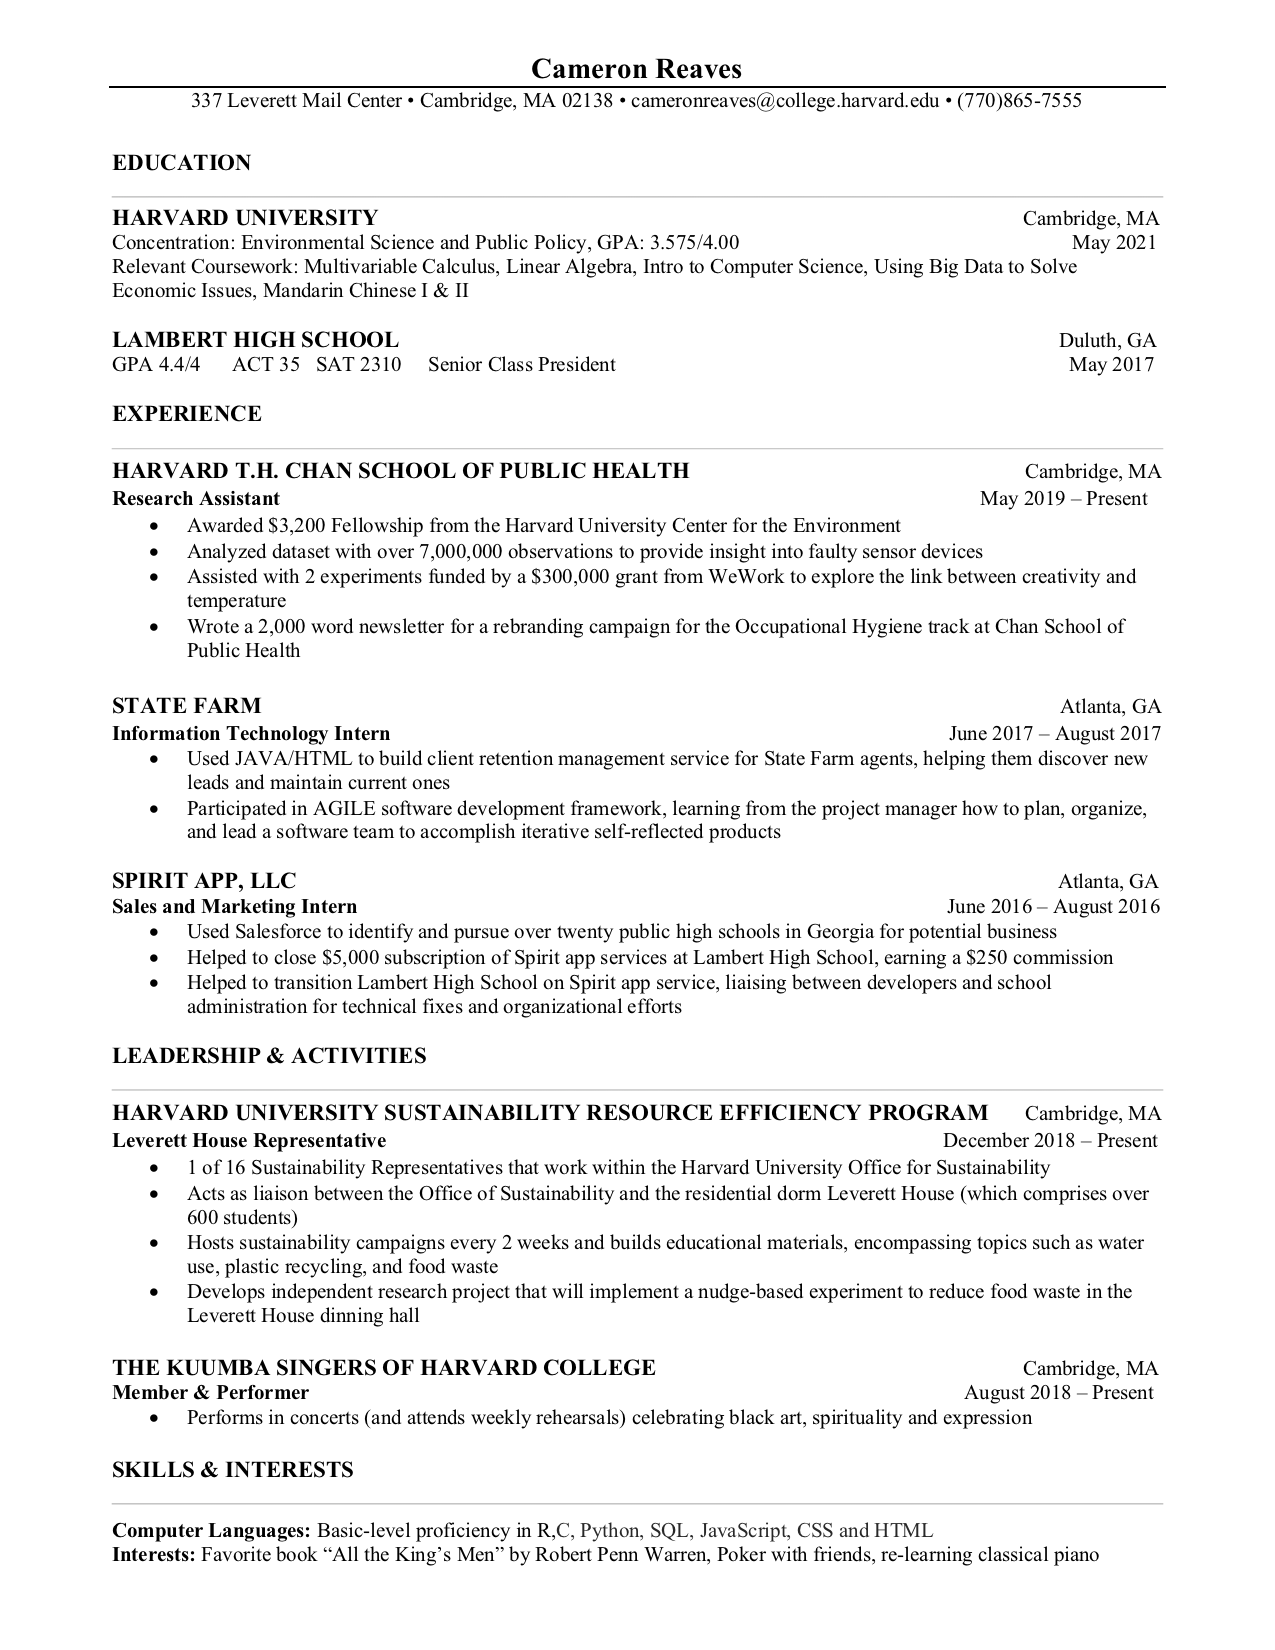 Cameron Reaves
337 Leverett Mail Center • Cambridge, MA 02138 • cameronreaves@college.harvard.edu • (770)865-7555
EDUCATION
HARVARD UNIVERSITY Cambridge, MA
Concentration: Environmental Science and Public Policy, GPA: 3.575/4.00 May 2021
Relevant Coursework: Multivariable Calculus, Linear Algebra, Intro to Computer Science, Using Big Data to Solve
Economic Issues, Mandarin Chinese I & II
LAMBERT HIGH SCHOOL Duluth, GA
GPA 4.4/4 ACT 35 SAT 2310 Senior Class President May 2017
EXPERIENCE
HARVARD T.H. CHAN SCHOOL OF PUBLIC HEALTH Cambridge, MA
Research Assistant May 2019 – Present
• Awarded $3,200 Fellowship from the Harvard University Center for the Environment
• Analyzed dataset with over 7,000,000 observations to provide insight into faulty sensor devices
• Assisted with 2 experiments funded by a $300,000 grant from WeWork to explore the link between creativity and
temperature
• Wrote a 2,000 word newsletter for a rebranding campaign for the Occupational Hygiene track at Chan School of
Public Health
STATE FARM Atlanta, GA
Information Technology Intern June 2017 – August 2017
• Used JAVA/HTML to build client retention management service for State Farm agents, helping them discover new
leads and maintain current ones
• Participated in AGILE software development framework, learning from the project manager how to plan, organize,
and lead a software team to accomplish iterative self-reflected products
SPIRIT APP, LLC Atlanta, GA
Sales and Marketing Intern June 2016 – August 2016
• Used Salesforce to identify and pursue over twenty public high schools in Georgia for potential business
• Helped to close $5,000 subscription of Spirit app services at Lambert High School, earning a $250 commission
• Helped to transition Lambert High School on Spirit app service, liaising between developers and school
administration for technical fixes and organizational efforts
LEADERSHIP & ACTIVITIES
HARVARD UNIVERSITY SUSTAINABILITY RESOURCE EFFICIENCY PROGRAM Cambridge, MA
Leverett House Representative December 2018 – Present
• 1 of 16 Sustainability Representatives that work within the Harvard University Office for Sustainability
• Acts as liaison between the Office of Sustainability and the residential dorm Leverett House (which comprises over
600 students)
• Hosts sustainability campaigns every 2 weeks and builds educational materials, encompassing topics such as water
use, plastic recycling, and food waste
• Develops independent research project that will implement a nudge-based experiment to reduce food waste in the
Leverett House dinning hall
THE KUUMBA SINGERS OF HARVARD COLLEGE Cambridge, MA
Member & Performer August 2018 – Present
• Performs in concerts (and attends weekly rehearsals) celebrating black art, spirituality and expression
SKILLS & INTERESTS
Computer Languages: Basic-level proficiency in R,C, Python, SQL, JavaScript, CSS and HTML
Interests: Favorite book “All the King’s Men” by Robert Penn Warren, Poker with friends, re-learning classical piano